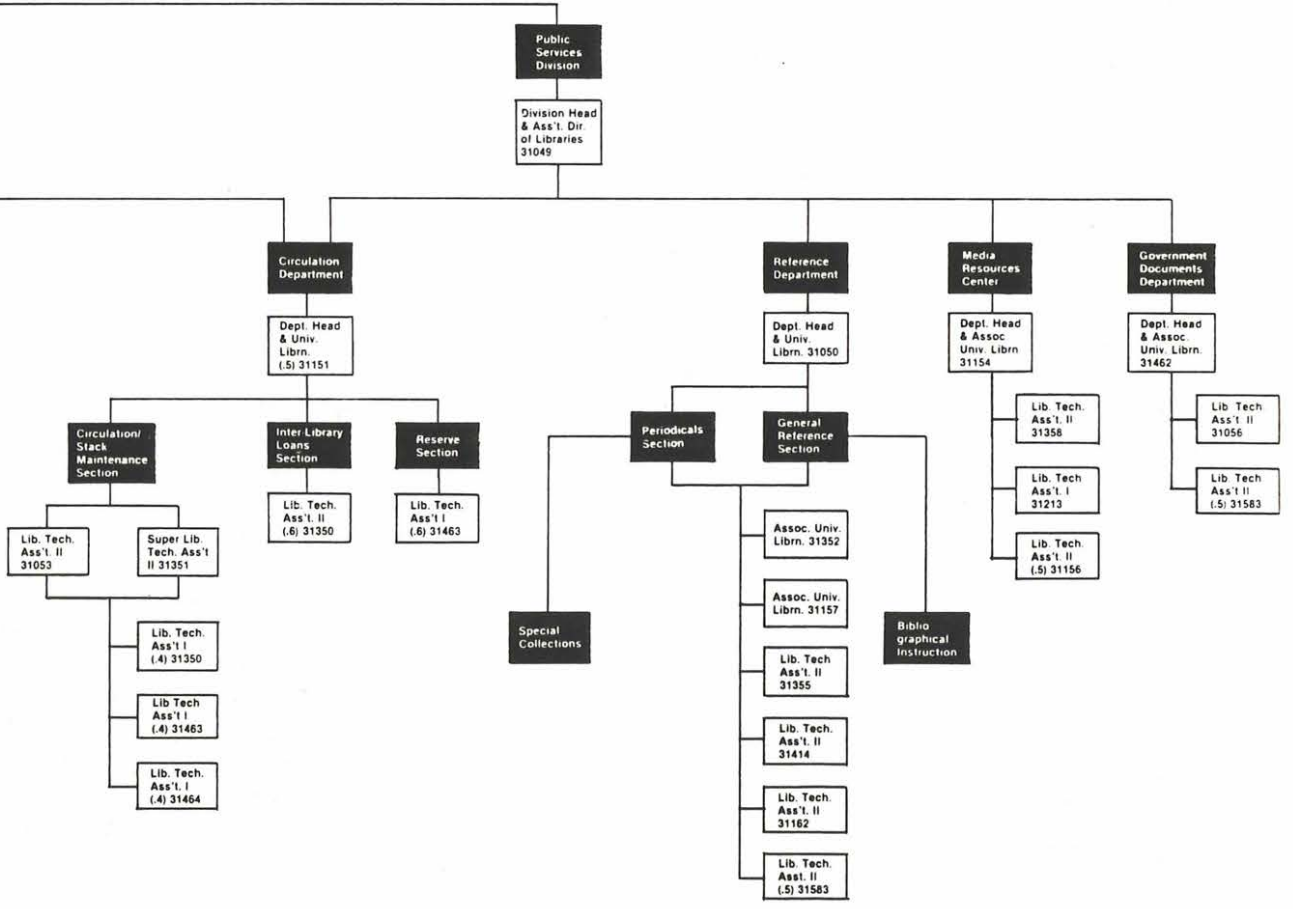 Public
Services
Division
Division Head
& Ass't. Dir.
of Libraries
31049
Circulation
Department
Reference
Department
Media
Resources
Center
Government
Documents
Department
Dept. Head
& Univ.
Librn.
(.5) 31151
Dept. Head
& Univ.
Librn. 31050
Dept. Head
& Assoc.
Univ. Librn
31154
Dept. Head
& Assoc.
Univ. Librn.
31462
Circulation/
Stack
Maintenance
Section
Inter-Library
Loans
Section
Reserve
Section
Periodicals
Section
General
Reference
Section
Lib. Tech.
Ass't. II
31358
Lib Tech
Ass't. II
31056
Lib. Tech.
Ass't. II
31053
Super Lib.
Tech. Ass't
II 31351
Lib. Tech.
Ass't. II
(.6) 31350
Lib. Tech.
Ass't I
(.6) 31463
Lib. Tech.
Ass't. I
31213
Lib. Tech
Ass't II
(.5) 31583
Assoc. Univ.
Librn. 31352
Lib. Tech.
Ass't. II
(.5) 31156
Assoc. Univ.
Librn. 31157
Special
Collections
Biblio
graphical
Instruction
Lib. Tech.
Ass't I
(.4) 31350
Lib. Tech
Ass't. II
31355
Lib Tech
Ass't I
(.4) 31463
Lib. Tech.
Ass't. II
31414
Lib. Tech.
Ass't. I
(.4) 31464
Lib. Tech.
Ass't. II
31162
Lib. Tech.
Asst. II
(.5) 31583